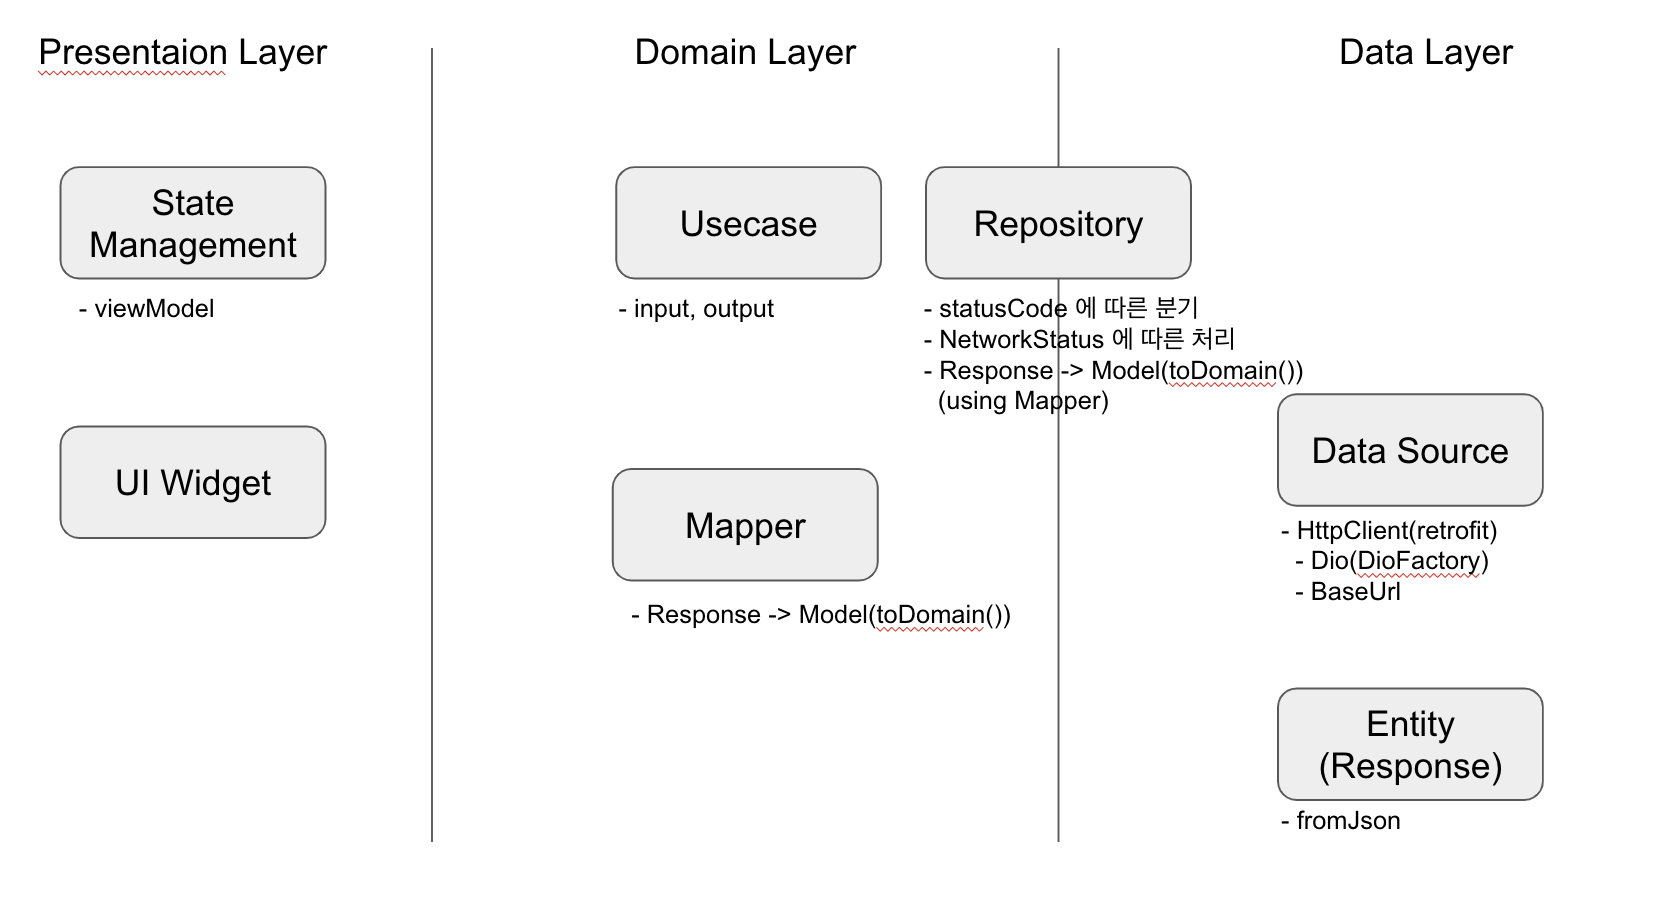 Presentaion Layer
Domain Layer
Data Layer
State
Management
- viewModel
UI Widget
Usecase
- input, output
Repository
- statusCode 에 따른 분기
- NetworkStatus 에 따른 처리
- Response -> Model(toDomain())
(using Mapper)
Mapper
- Response -> Model(toDomain())
Data Source
- HttpClient(retrofit)
- Dio(DioFactory)
- BaseUrl
Entity
(Response)
- fromJson